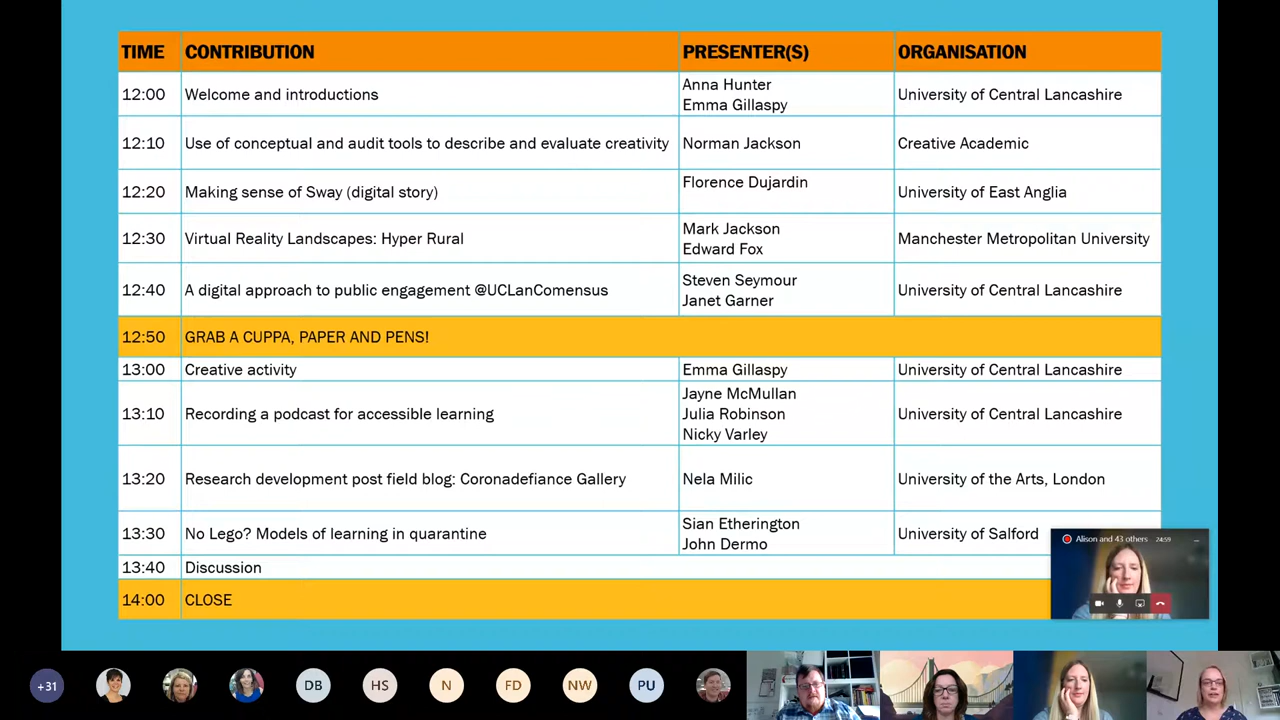 TIME CONTRIBUTION PRESENTER(S) ORGANISATION
12:00 Welcome and introductions Anna Hunter University of Central Lancashire
Emma Gillaspy
12:10 Use of conceptual and audit tools to describe and evaluate creativity Norman Jackson Creative Academic
12:20 Making sense of Sway (digital story) Florence Dujardin University of East Anglia
12:30 Virtual Reality Landscapes: Hyper Rural Mark Jackson Manchester Metropolitan University
Edward Fox
12:40 A digital approach to public engagement @UCLanComensus Steven Seymour University of Central Lancashire
Janet Garner
12:50 GRAB A CUPPA, PAPER AND PENS!
13:00 Creative activity Emma Gillaspy University of Central Lancashire
13:10 Recording a podcast for accessible learning Jayne McMullan University of Central Lancashire
Julia Robinson
Nicky Varley
13:20 Research development post field blog: Coronadefiance Gallery Nela Milic University of the Arts, London
13:30 No Lego? Models of learning in quarantine Sian Etherington University of Salford
John Dermo
13:40 Discussion
14:00 CLOSE
Alison and 43 others 24:59
+31 DB HS N FD NW PU